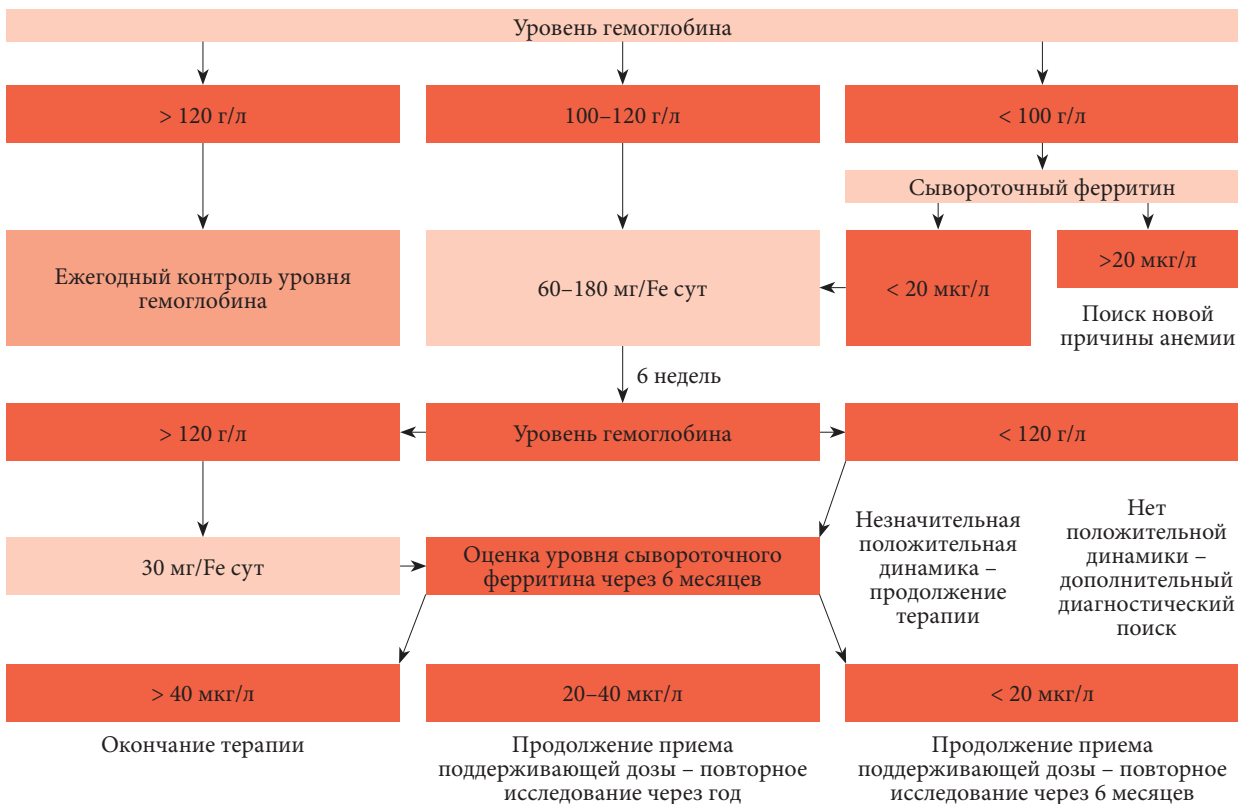 Уровень гемоглобина
> 120 г/л
100–120 г/л
< 100 г/л
Сывороточный ферритин
Ежегодный контроль уровня
гемоглобина
60–180 мг/Fe сут
< 20 мкг/л
>20 мкг/л
Поиск новой
причины анемии
6 недель
> 120 г/л
Уровень гемоглобина
< 120 г/л
30 мг/Fe сут
Оценка уровня сывороточного
ферритина через 6 месяцев
Незначительная
положительная
динамика –
продолжение
терапии
Нет
положительной
динамики –
дополнительный
диагностический
поиск
> 40 мкг/л
20–40 мкг/л
< 20 мкг/л
Окончание терапии
Продолжение приема
поддерживающей дозы – повторное
исследование через год
Продолжение приема
поддерживающей дозы – повторное
исследование через 6 месяцев